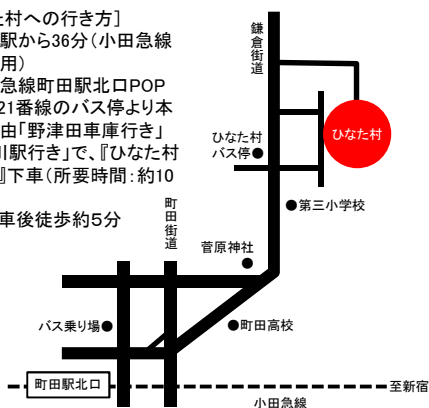 た村への行き方]
駅から36分(小田急線
用)
急線町田駅北口POP
21番線のバス停より本
由「野津田車庫行き」
川駅行き」で、『ひなた村
』下車(所要時間:約10
車後徒歩約5分
鎌倉街道
ひなた村
バス停●
ひなた村
●第三小学校
町田街道
菅原神社
バス乗り場●
●町田高校
町田駅北口
至新宿
小田急線